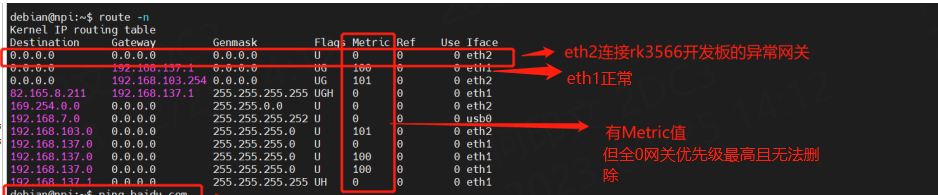 debian@npi:~$ route -n
Kernel IP routing table
Destination Gateway Genmask Flags Metric Ref Use Iface
0.0.0.0 0.0.0.0 0.0.0.0 U 0 0 0 eth2
0.0.0.0 192.168.137.1 0.0.0.0 UG 100 0 0 eth1
0.0.0.0 192.168.103.254 0.0.0.0 UG 101 0 0 eth2
82.165.8.211 192.168.137.1 255.255.255.255 UGH 0 0 0 eth1
169.254.0.0 0.0.0.0 255.255.0.0 U 0 0 0 eth2
192.168.7.0 0.0.0.0 255.255.255.252 U 0 0 0 usb0
192.168.103.0 0.0.0.0 255.255.255.0 U 101 0 0 eth2
192.168.137.0 0.0.0.0 255.255.255.0 U 0 0 0 eth1
192.168.137.0 0.0.0.0 255.255.255.0 U 100 0 0 eth1
192.168.137.0 0.0.0.0 255.255.255.0 U 100 0 0 eth1
192.168.137.1 0.0.0.0 255.255.255.255 UH 0 0 0 eth1
debian@npi:~$ ping baidu.com
eth2连接rk3566开发板的异常网关
eth1正常
有Metric值
但全0网关优先级最高且无法删
除